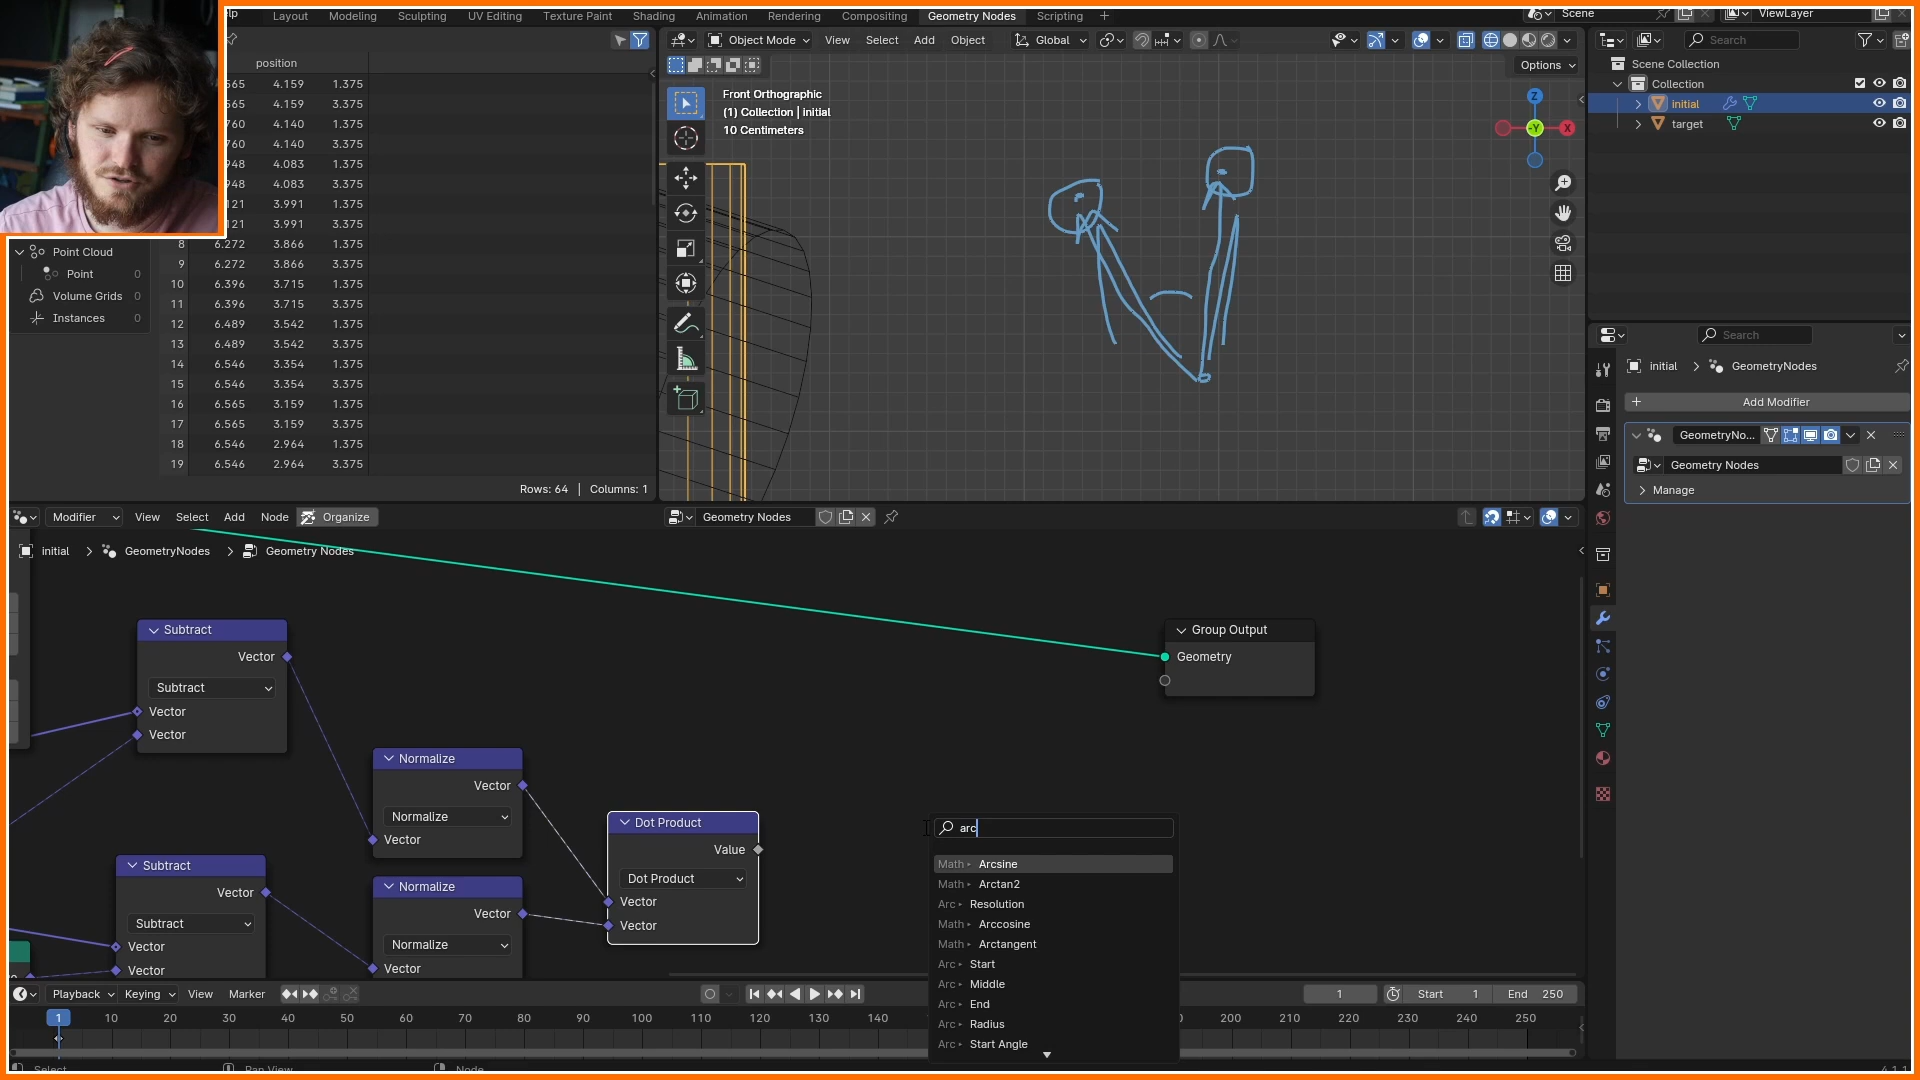 lp
Layout
Modeling
Sculpting
UV Editing
Texture Paint
Shading
Animation
Rendering
Compositing
Geometry Nodes
Scripting
+
Scene
ViewLayer
Object Mode
View
Select
Add
Object
Global
Options
Search
position
565 4.159 1.375
565 4.159 3.375
760 4.140 1.375
760 4.140 3.375
948 4.083 1.375
948 4.083 3.375
121 3.991 1.375
121 3.991 3.375
8 6.272 3.866 1.375
9 6.272 3.866 3.375
10 6.396 3.715 1.375
11 6.396 3.715 3.375
12 6.489 3.542 1.375
13 6.489 3.542 3.375
14 6.546 3.354 1.375
15 6.546 3.354 3.375
16 6.565 3.159 1.375
17 6.565 3.159 3.375
18 6.546 2.964 1.375
19 6.546 2.964 3.375
Point Cloud
Point 0
Volume Grids 0
Instances 0
Rows: 64 | Columns: 1
Front Orthographic
(1) Collection | initial
10 Centimeters
Z
-Y
X
Scene Collection
Collection
initial
target
Search
initial > GeometryNodes
Add Modifier
GeometryNo...
Geometry Nodes
Manage
Modifier
View
Select
Add
Node
Organize
Geometry Nodes
initial > GeometryNodes > Geometry Nodes
Subtract
Vector
Subtract
Vector
Vector
Group Output
Geometry
Normalize
Vector
Normalize
Vector
Dot Product
Value
Dot Product
Vector
Vector
Subtract
Vector
Subtract
Vector
Vector
Normalize
Vector
Normalize
Vector
arc
Math Arcsine
Math Arctan2
Arc Resolution
Math Arccosine
Math Arctangent
Arc Start
Arc Middle
Arc End
Arc Radius
Arc Start Angle
Playback
Keying
View
Marker
1
Start 1
End 250
1 10 20 30 40 50 60 70 80 90 100 110 120 130 140 200 210 220 230 240 250
Select
Pan View
Node